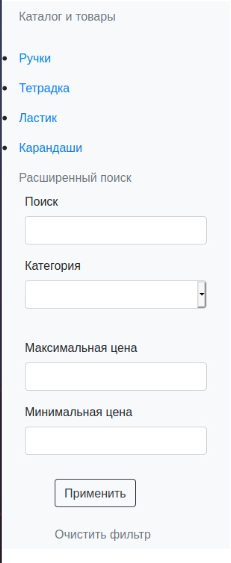 Каталог и товары
Ручки
Тетрадка
Ластик
Карандаши
Расширенный поиск
Поиск
Категория
Максимальная цена
Минимальная цена
Применить
Очистить фильтр